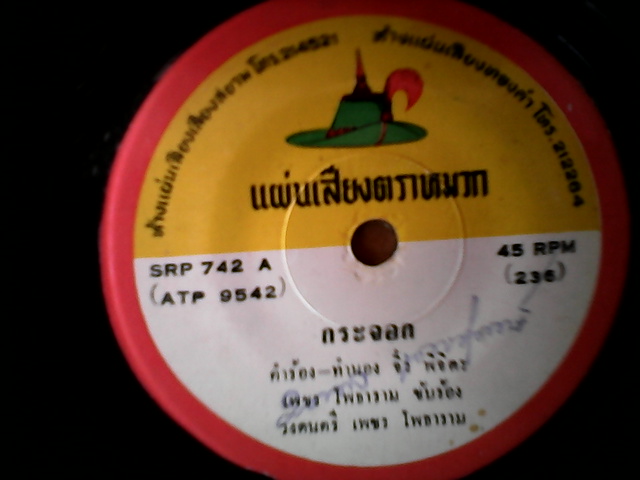 ห้างแผ่นเสียงเสียงสยาม โทร.214521
ห้างแผ่นเสียงทองคำ โทร.212264
แผ่นเสียงตราหมวก
SRP 742 A
(ATP 9542)
45 RPM
(236)
กระจอก
คำร้อง-ทำนอง จิ๋ว พิจิตร
เพชร โพธาราม ขับร้อง
วงดนตรี เพชร โพธาราม